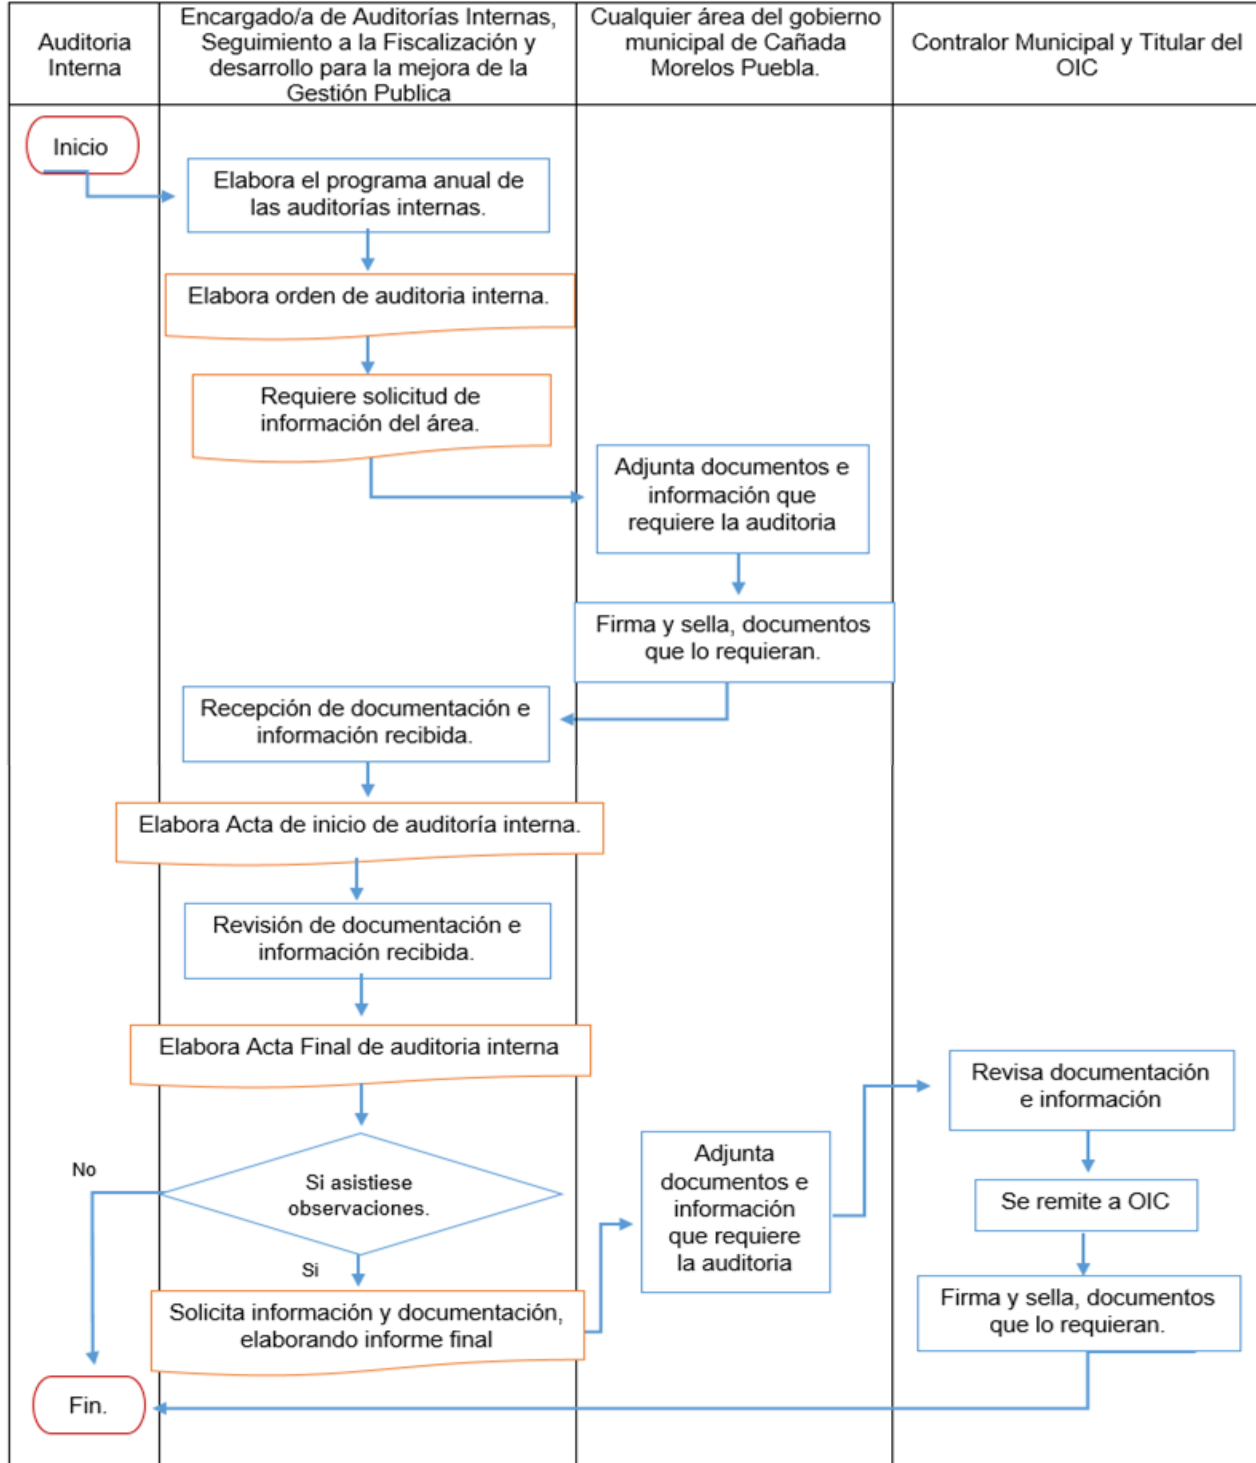 Auditoria
Interna
Encargado/a de Auditorías Internas,
Seguimiento a la Fiscalización y
desarrollo para la mejora de la
Gestión Publica
Cualquier área del gobierno
municipal de Cañada
Morelos Puebla.
Contralor Municipal y Titular del
OIC
Inicio
Elabora el programa anual de
las auditorías internas.
Elabora orden de auditoria interna.
Requiere solicitud de
información del área.
Adjunta documentos e
información que
requiere la auditoria
Firma y sella, documentos
que lo requieran.
Recepción de documentación e
información recibida.
Elabora Acta de inicio de auditoría interna.
Revisión de documentación e
información recibida.
Elabora Acta Final de auditoria interna
Si asistiese
observaciones.
No
Si
Solicita información y documentación,
elaborando informe final
Adjunta
documentos e
información
que requiere
la auditoria
Revisa documentación
e información
Se remite a OIC
Firma y sella, documentos
que lo requieran.
Fin.